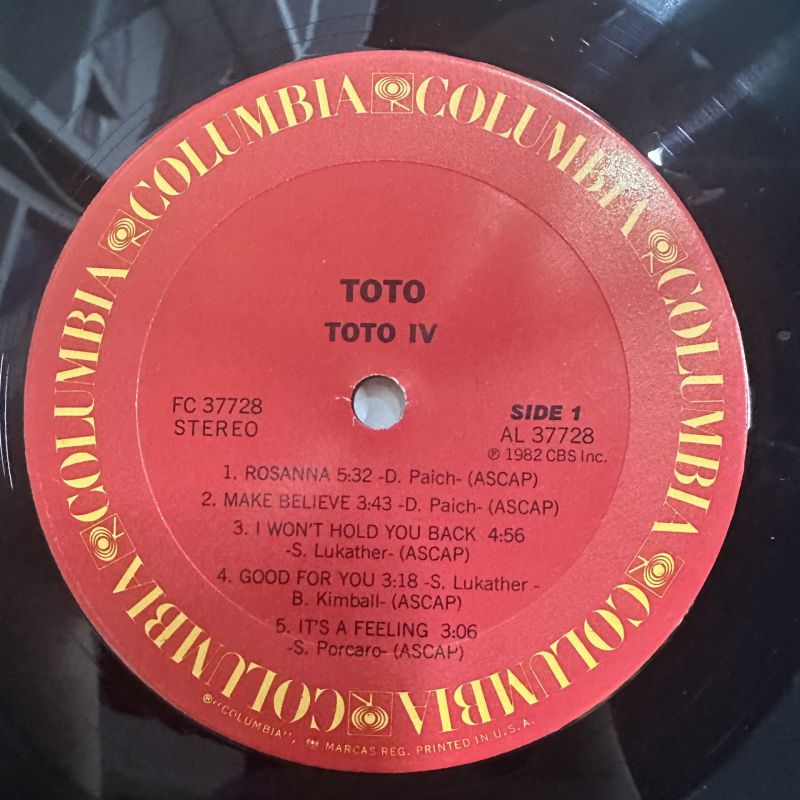 COLUMBIA COLUMBIA COLUMBIA COLUMBIA COLUMBIA COLUMBIA COLUMBIA COLUMBIA
TOTO
TOTO IV
FC 37728
STEREO
SIDE 1
AL 37728
℗ 1982 CBS Inc.
1. ROSANNA 5:32 -D. Paich- (ASCAP)
2. MAKE BELIEVE 3:43 -D. Paich- (ASCAP)
3. I WON'T HOLD YOU BACK 4:56
-S. Lukather- (ASCAP)
4. GOOD FOR YOU 3:18 -S. Lukather -
B. Kimball- (ASCAP)
5. IT'S A FEELING 3:06
-S. Porcaro- (ASCAP)
®"COLUMBIA", MARCAS REG. PRINTED IN U.S.A.